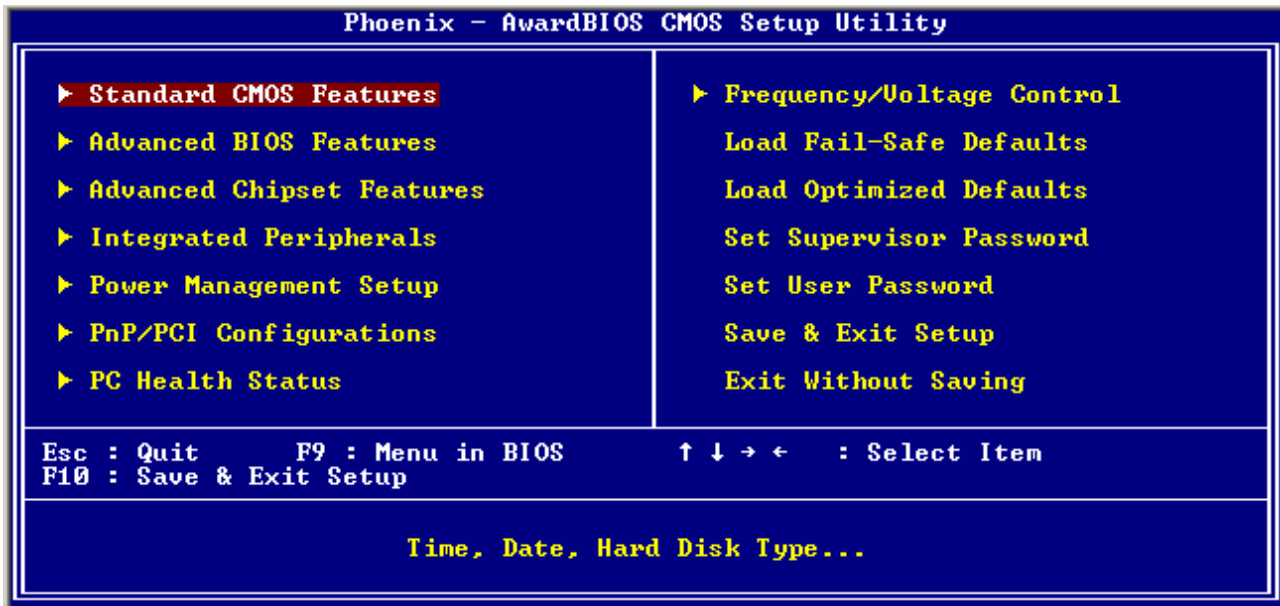 Phoenix - AwardBIOS CMOS Setup Utility
▶ Standard CMOS Features
▶ Advanced BIOS Features
▶ Advanced Chipset Features
▶ Integrated Peripherals
▶ Power Management Setup
▶ PnP/PCI Configurations
▶ PC Health Status
▶ Frequency/Voltage Control
Load Fail-Safe Defaults
Load Optimized Defaults
Set Supervisor Password
Set User Password
Save & Exit Setup
Exit Without Saving
Esc : Quit F9 : Menu in BIOS ↑ ↓ → ← : Select Item
F10 : Save & Exit Setup
Time, Date, Hard Disk Type...